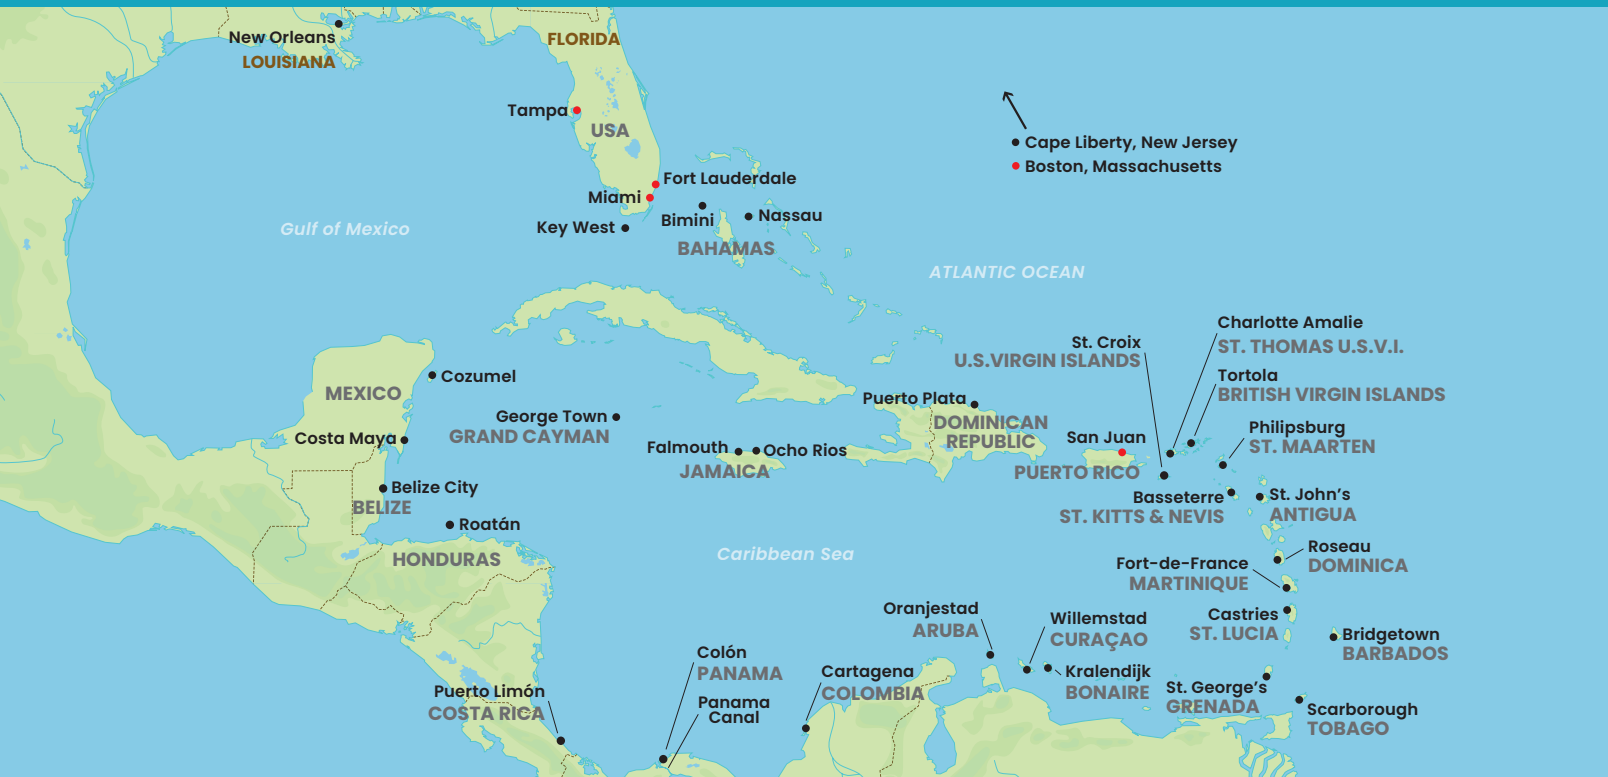 New Orleans
LOUISIANA
FLORIDA
Tampa
USA
Cape Liberty, New Jersey
Boston, Massachusetts
Fort Lauderdale
Miami
Key West
Bimini
Nassau
BAHAMAS
Gulf of Mexico
ATLANTIC OCEAN
Charlotte Amalie
ST. THOMAS U.S.V.I.
St. Croix
U.S.VIRGIN ISLANDS
Tortola
BRITISH VIRGIN ISLANDS
Cozumel
MEXICO
Puerto Plata
DOMINICAN
REPUBLIC
George Town
GRAND CAYMAN
Costa Maya
Falmouth
Ocho Rios
JAMAICA
San Juan
PUERTO RICO
Philipsburg
ST. MAARTEN
Belize City
BELIZE
Basseterre
ST. KITTS & NEVIS
St. John’s
ANTIGUA
Roatán
HONDURAS
Caribbean Sea
Roseau
DOMINICA
Fort-de-France
MARTINIQUE
Oranjestad
ARUBA
Willemstad
CURAÇAO
Castries
ST. LUCIA
Bridgetown
BARBADOS
Colón
PANAMA
Cartagena
COLOMBIA
Kralendijk
BONAIRE
St. George’s
GRENADA
Puerto Limón
COSTA RICA
Panama
Canal
Scarborough
TOBAGO